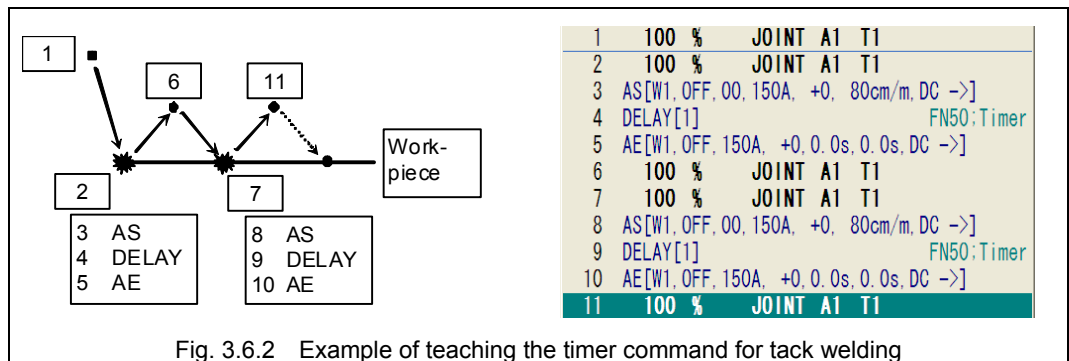 1
6
11
2
7
Work-
piece
3 AS
4 DELAY
5 AE
8 AS
9 DELAY
10 AE
1 100 % JOINT A1 T1
2 100 % JOINT A1 T1
3 AS[W1,OFF,00,150A, +0, 80cm/m,DC ->]
4 DELAY[1] FN50;Timer
5 AE[W1,OFF,150A, +0,0.0s,0.0s,DC ->]
6 100 % JOINT A1 T1
7 100 % JOINT A1 T1
8 AS[W1,OFF,00,150A, +0, 80cm/m,DC ->]
9 DELAY[1] FN50;Timer
10 AE[W1,OFF,150A, +0,0.0s,0.0s,DC ->]
11 100 % JOINT A1 T1
Fig. 3.6.2 Example of teaching the timer command for tack welding